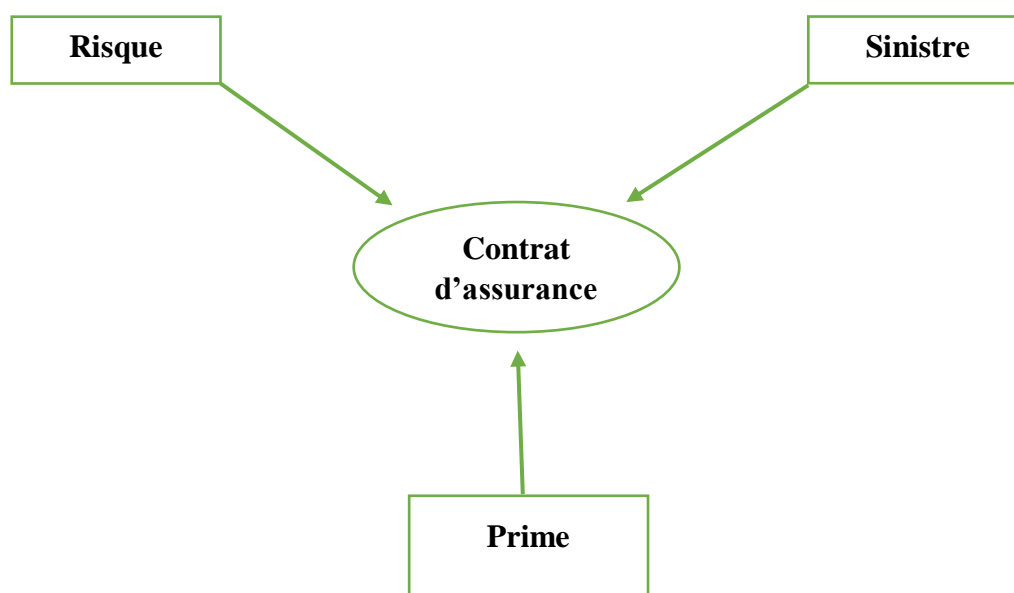 Risque
Sinistre
Contrat
d’assurance
Prime